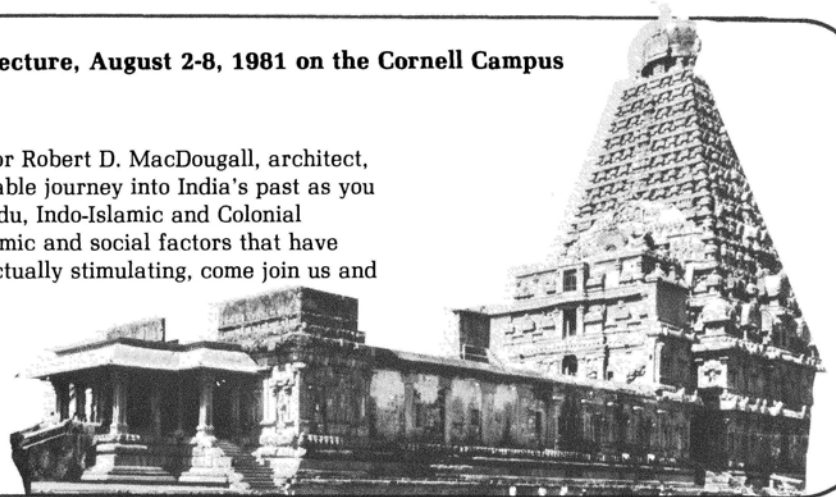 ecture, August 2-8, 1981 on the Cornell Campus
or Robert D. MacDougall, architect,
able journey into India's past as you
du, Indo-Islamic and Colonial
mic and social factors that have
ctually stimulating, come join us and